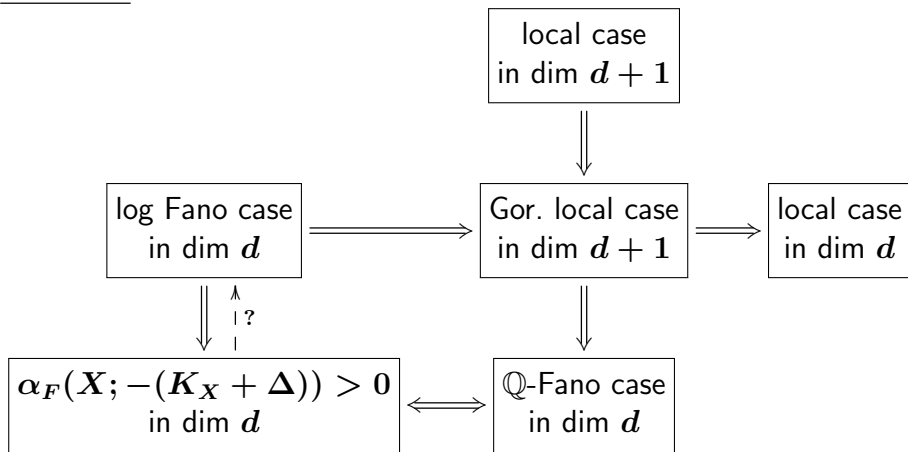 local case
in dim d + 1
log Fano case
in dim d
Gor. local case
in dim d + 1
local case
in dim d
?
α_F(X; −(K_X + Δ)) > 0
in dim d
ℚ-Fano case
in dim d